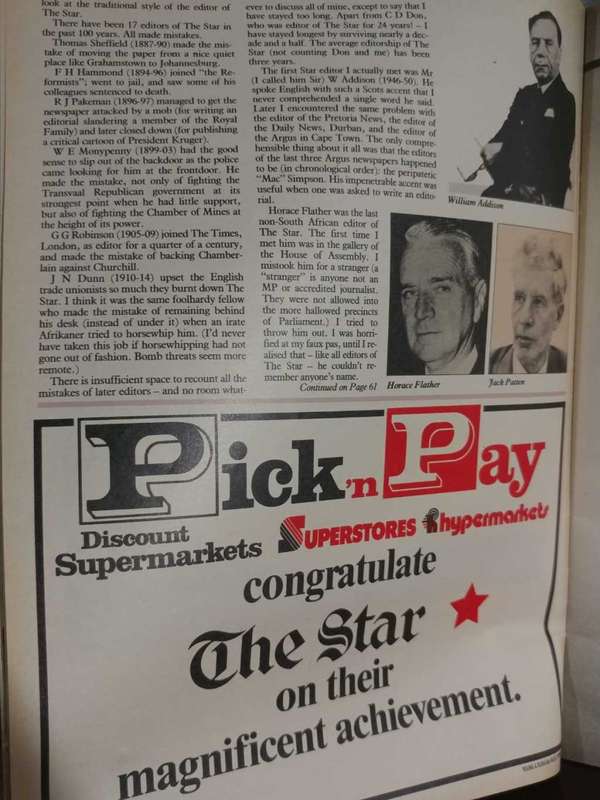 look at the traditional style of the editor of
The Star.
There have been 17 editors of The Star in
the past 100 years. All made mistakes.
Thomas Sheffield (1887-90) made the mis-
take of moving the paper from a nice quiet
place like Grahamstown to Johannesburg.
F H Hammond (1894-96) joined "the Re-
formists"; went to jail, and saw some of his
colleagues sentenced to death.
R J Pakeman (1896-97) managed to get the
newspaper attacked by a mob (for writing an
editorial slandering a member of the Royal
Family) and later closed down (for publishing
a critical cartoon of President Kruger).
W E Monypenny (1899-03) had the good
sense to slip out of the backdoor as the police
came looking for him at the frontdoor. He
made the mistake, not only of fighting the
Transvaal Republican government at its
strongest point when he had little support,
but also of fighting the Chamber of Mines at
the height of its power.
G G Robinson (1905-09) joined The Times,
London, as editor for a quarter of a century,
and made the mistake of backing Chamber-
lain against Churchill.
J N Dunn (1910-14) upset the English
trade unionists so much they burnt down The
Star. I think it was the same foolhardy fellow
who made the mistake of remaining behind
his desk (instead of under it) when an irate
Afrikaner tried to horsewhip him. (I'd never
have taken this job if horsewhipping had not
gone out of fashion. Bomb threats seem more
remote.)
There is insufficient space to recount all the
mistakes of later editors – and no room what-
ever to discuss all of mine, except to say that I
have stayed too long. Apart from C D Don,
who was editor of The Star for 24 years! – I
have stayed longest by surviving nearly a dec-
ade and a half. The average editorship of The
Star (not counting Don and me) has been
three years.
The first Star editor I actually met was Mr
(I called him Sir) W Addison (1946-50). He
spoke English with such a Scots accent that I
never comprehended a single word he said.
Later I encountered the same problem with
the editor of the Pretoria News, the editor of
the Daily News, Durban, and the editor of
the Argus in Cape Town. The only compre-
hensible thing about it all was that the editors
of the last three Argus newspapers happened
to be (in chronological order): the peripatetic
"Mac" Simpson. His impenetrable accent was
useful when one was asked to write an edito-
rial.
Horace Flather was the last
non-South African editor of
The Star. The first time I
met him was in the gallery of
the House of Assembly. I
mistook him for a stranger (a
"stranger" is anyone not an
MP or accredited journalist.
They were not allowed into
the more hallowed precincts
of Parliament.) I tried to
throw him out. I was horri-
fied at my faux pas, until I re-
alised that – like all editors of
The Star – he couldn't re-
member anyone's name.
Continued on Page 61
William Addison
Horace Flather
Jack Patten
Pick 'n Pay
Discount
Supermarkets
SUPERSTORES
hypermarkets
congratulate
The Star
on their
magnificent achievement.